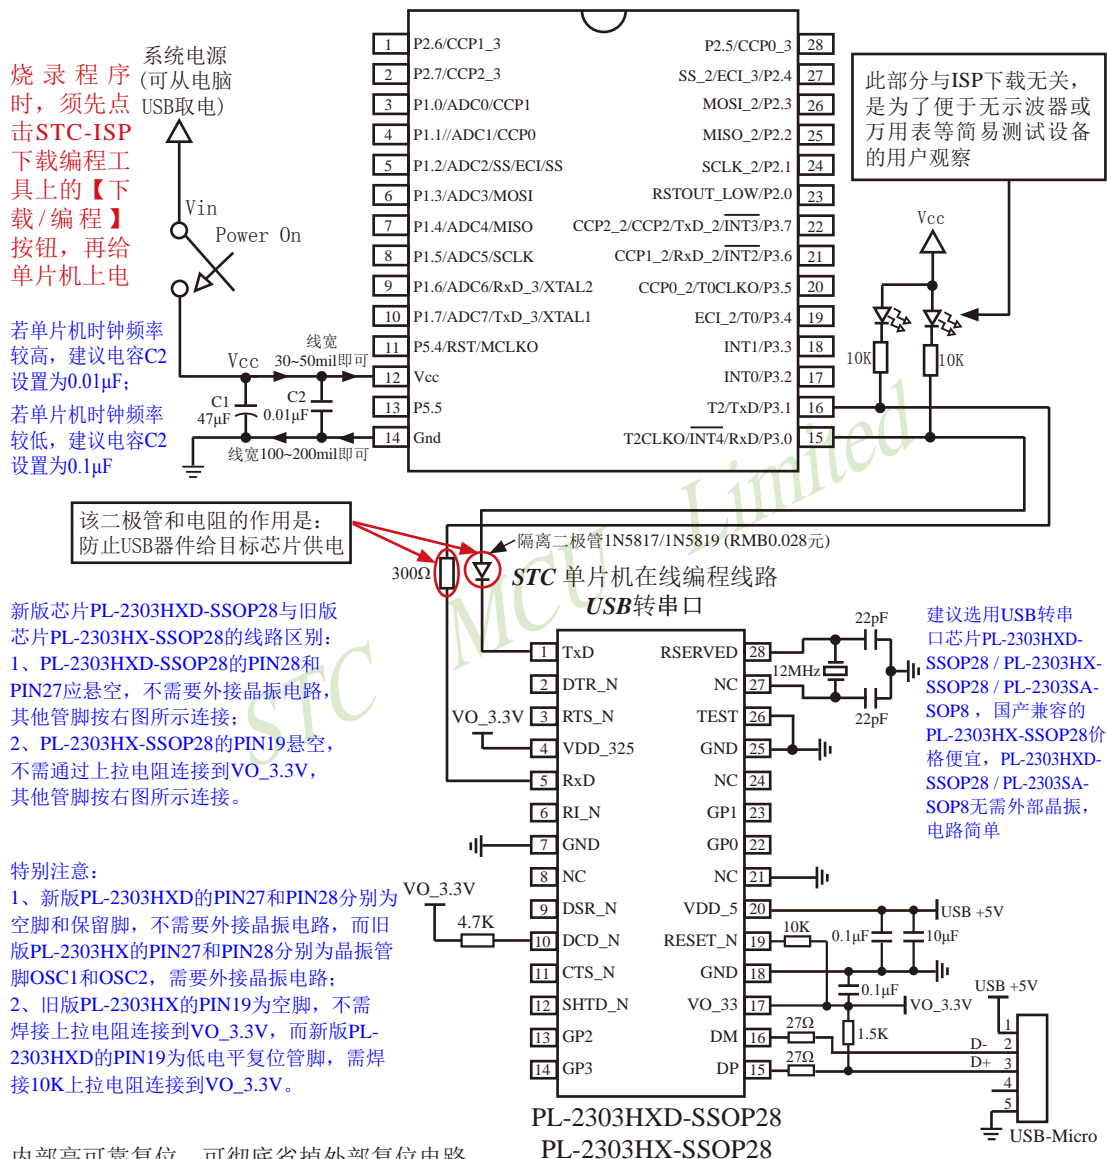 烧录程序
时，须先点
击STC-ISP
下载编程工
具上的【下
载/编程】
按钮，再给
单片机上电
系统电源
(可从电脑
USB取电)
Vin
Power On
若单片机时钟频率
较高，建议电容C2
设置为0.01μF；
若单片机时钟频率
较低，建议电容C2
设置为0.1μF
Vcc
线宽
30~50mil即可
C1
47μF
C2
0.01μF
线宽100~200mil即可
1 P2.6/CCP1_3
2 P2.7/CCP2_3
3 P1.0/ADC0/CCP1
4 P1.1//ADC1/CCP0
5 P1.2/ADC2/SS/ECI/SS
6 P1.3/ADC3/MOSI
7 P1.4/ADC4/MISO
8 P1.5/ADC5/SCLK
9 P1.6/ADC6/RxD_3/XTAL2
10 P1.7/ADC7/TxD_3/XTAL1
11 P5.4/RST/MCLKO
12 Vcc
13 P5.5
14 Gnd
P2.5/CCP0_3 28
SS_2/ECI_3/P2.4 27
MOSI_2/P2.3 26
MISO_2/P2.2 25
SCLK_2/P2.1 24
RSTOUT_LOW/P2.0 23
CCP2_2/CCP2/TxD_2/INT3/P3.7 22
CCP1_2/RxD_2/INT2/P3.6 21
CCP0_2/T0CLKO/P3.5 20
ECI_2/T0/P3.4 19
INT1/P3.3 18
INT0/P3.2 17
T2/TxD/P3.1 16
T2CLKO/INT4/RxD/P3.0 15
此部分与ISP下载无关，
是为了便于无示波器或
万用表等简易测试设备
的用户观察
Vcc
10K
10K
STC MCU Limited
该二极管和电阻的作用是：
防止USB器件给目标芯片供电
300Ω
隔离二极管1N5817/1N5819 (RMB0.028元)
STC 单片机在线编程线路
USB转串口
新版芯片PL-2303HXD-SSOP28与旧版
芯片PL-2303HX-SSOP28的线路区别：
1、PL-2303HXD-SSOP28的PIN28和
PIN27应悬空，不需要外接晶振电路，
其他管脚按右图所示连接；
2、PL-2303HX-SSOP28的PIN19悬空，
不需通过上拉电阻连接到VO_3.3V，
其他管脚按右图所示连接。
特别注意：
1、新版PL-2303HXD的PIN27和PIN28分别为
空脚和保留脚，不需要外接晶振电路，而旧
版PL-2303HX的PIN27和PIN28分别为晶振管
脚OSC1和OSC2，需要外接晶振电路；
2、旧版PL-2303HX的PIN19为空脚，不需
焊接上拉电阻连接到VO_3.3V，而新版PL-
2303HXD的PIN19为低电平复位管脚，需焊
接10K上拉电阻连接到VO_3.3V。
VO_3.3V
VO_3.3V
4.7K
1 TxD
2 DTR_N
3 RTS_N
4 VDD_325
5 RxD
6 RI_N
7 GND
8 NC
9 DSR_N
10 DCD_N
11 CTS_N
12 SHTD_N
13 GP2
14 GP3
RSERVED 28
NC 27
TEST 26
GND 25
NC 24
GP1 23
GP0 22
NC 21
VDD_5 20
RESET_N 19
GND 18
VO_33 17
DM 16
DP 15
22pF
12MHz
22pF
建议选用USB转串
口芯片PL-2303HXD-
SSOP28 / PL-2303HX-
SSOP28 / PL-2303SA-
SOP8 ，国产兼容的
PL-2303HX-SSOP28价
格便宜，PL-2303HXD-
SSOP28 / PL-2303SA-
SOP8无需外部晶振，
电路简单
USB +5V
10K
0.1μF
10μF
0.1μF
VO_3.3V
USB +5V
27Ω
1.5K
27Ω
D-
D+
1
2
3
4
5
USB-Micro
PL-2303HXD-SSOP28
PL-2303HX-SSOP28
内部高可靠复位，可彻底省掉外部复位电路